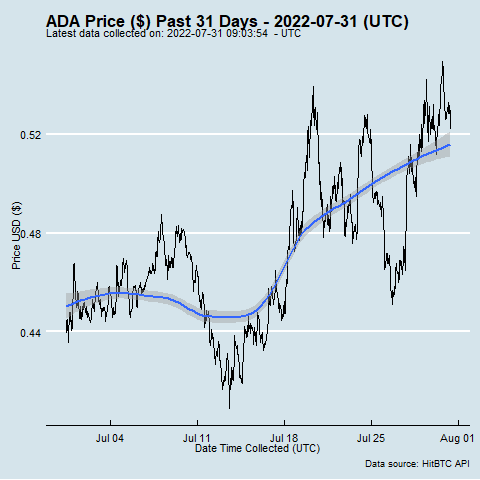 ADA Price ($) Past 31 Days - 2022-07-31 (UTC)
Latest data collected on: 2022-07-31 09:03:54 - UTC
0.52
0.48
0.44
Price USD ($)
Jul 04 Jul 11 Jul 18 Jul 25 Aug 01
Date Time Collected (UTC)
Data source: HitBTC API